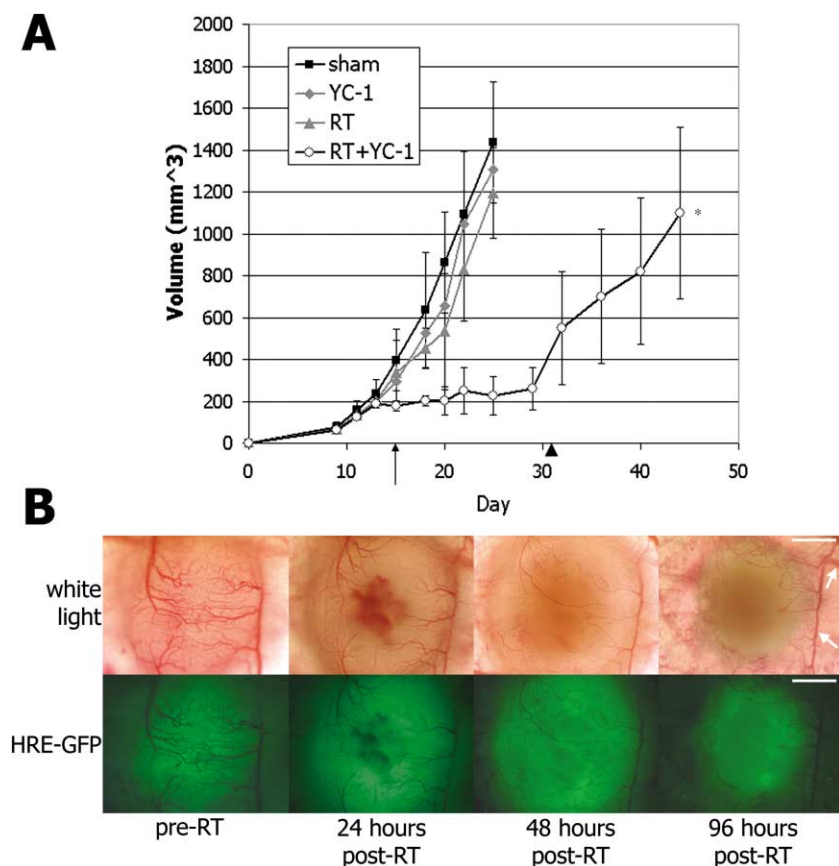 A
2000
1800
1600
1400
1200
1000
800
600
400
200
0
Volume (mm^3)
sham
YC-1
RT
RT+YC-1
*
0 10 20 30 40 50
Day
B
white
light
HRE-GFP
pre-RT
24 hours
post-RT
48 hours
post-RT
96 hours
post-RT